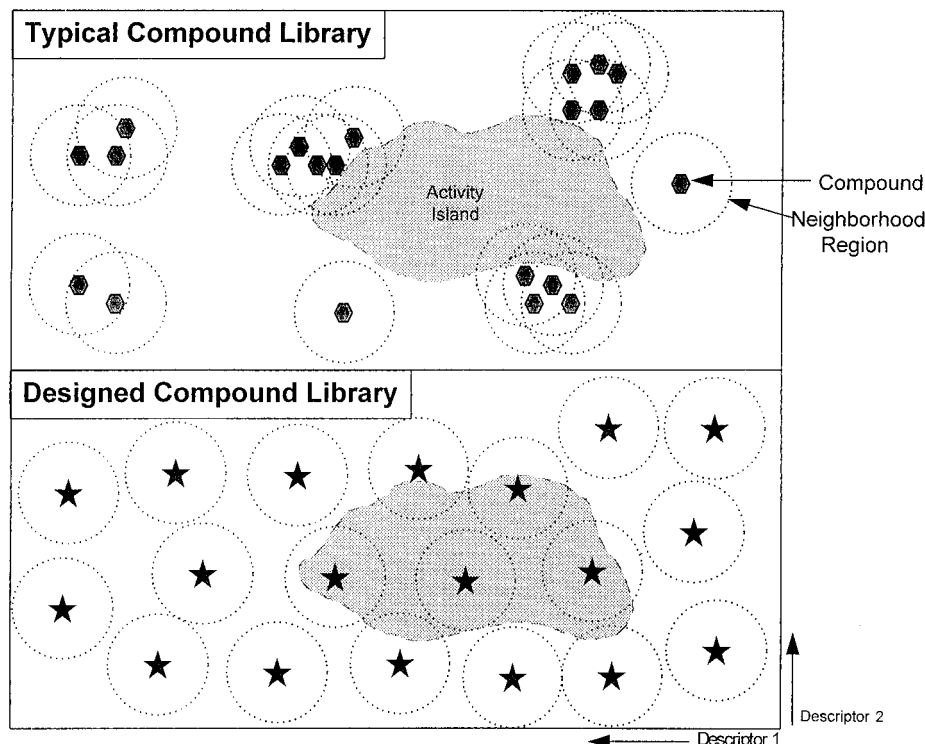 Typical Compound Library
Activity
Island
Compound
Neighborhood
Region
Designed Compound Library
Descriptor 2
Descriptor 1